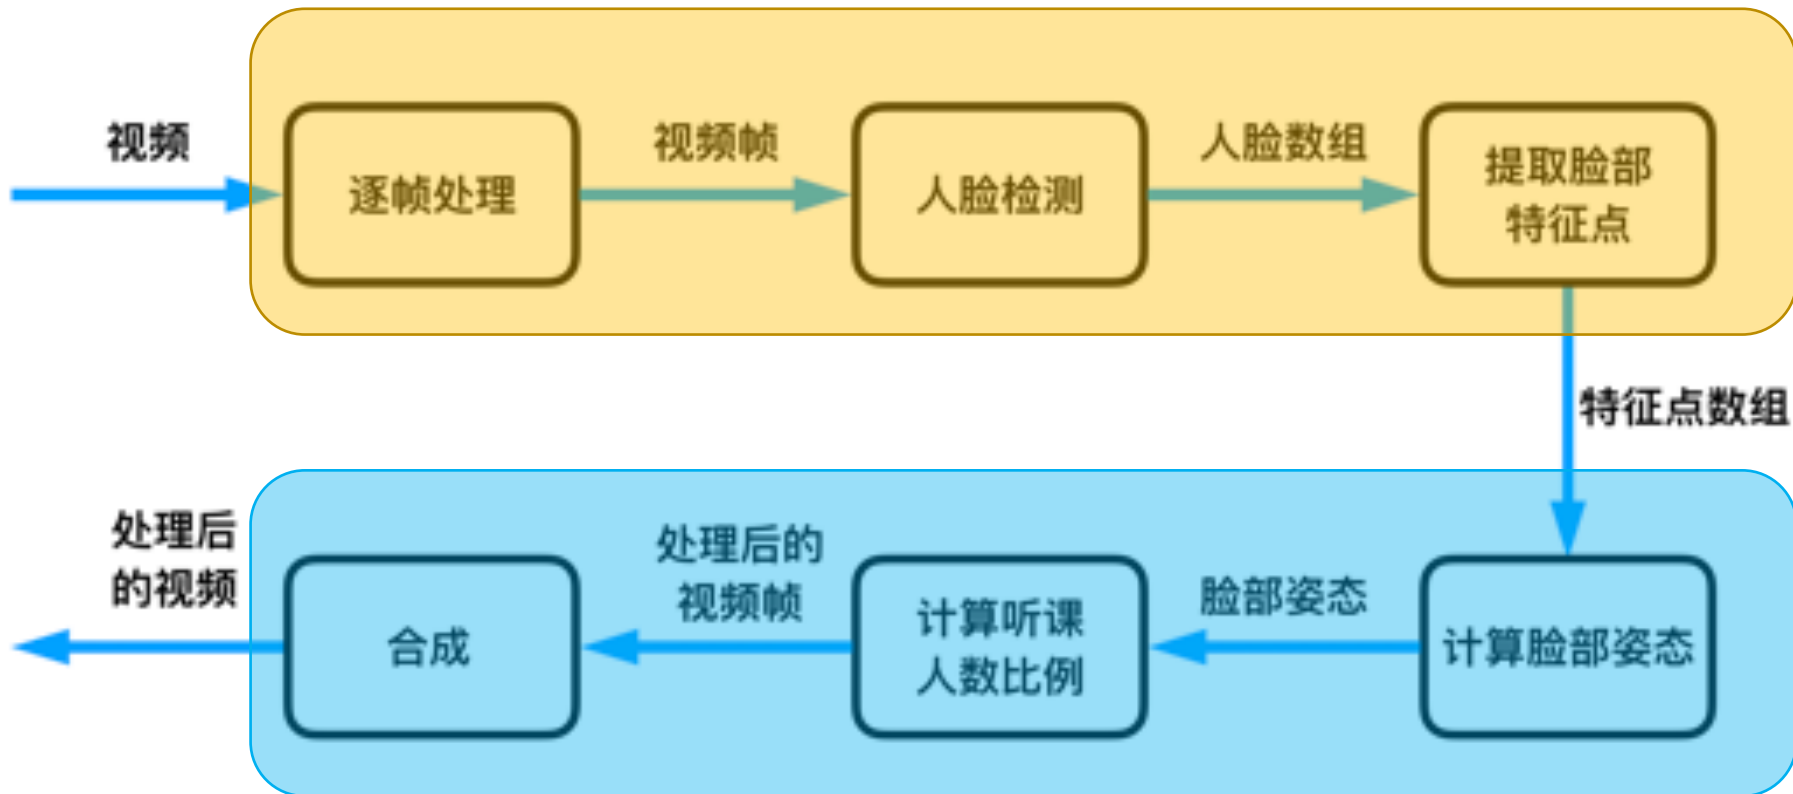 视频
逐帧处理
视频帧
人脸检测
人脸数组
提取脸部
特征点
特征点数组
计算脸部姿态
脸部姿态
计算听课
人数比例
处理后的
视频帧
合成
处理后
的视频